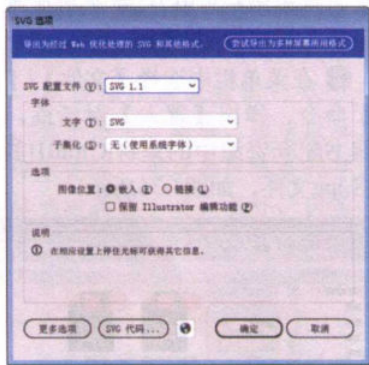 SVG 选项
导出为经过 Web 优化处理的 SVG 和其他格式。 尝试导出为多种屏幕所用格式
SVG 配置文件 (V): SVG 1.1
字体
文字 (T): SVG
子集化 (S): 无（使用系统字体）
选项
图像位置: 嵌入 (E) 链接 (L)
保留 Illustrator 编辑功能 (P)
说明
在相应设置上停住光标可获得其它信息。
更多选项 SVG 代码... 确定 取消